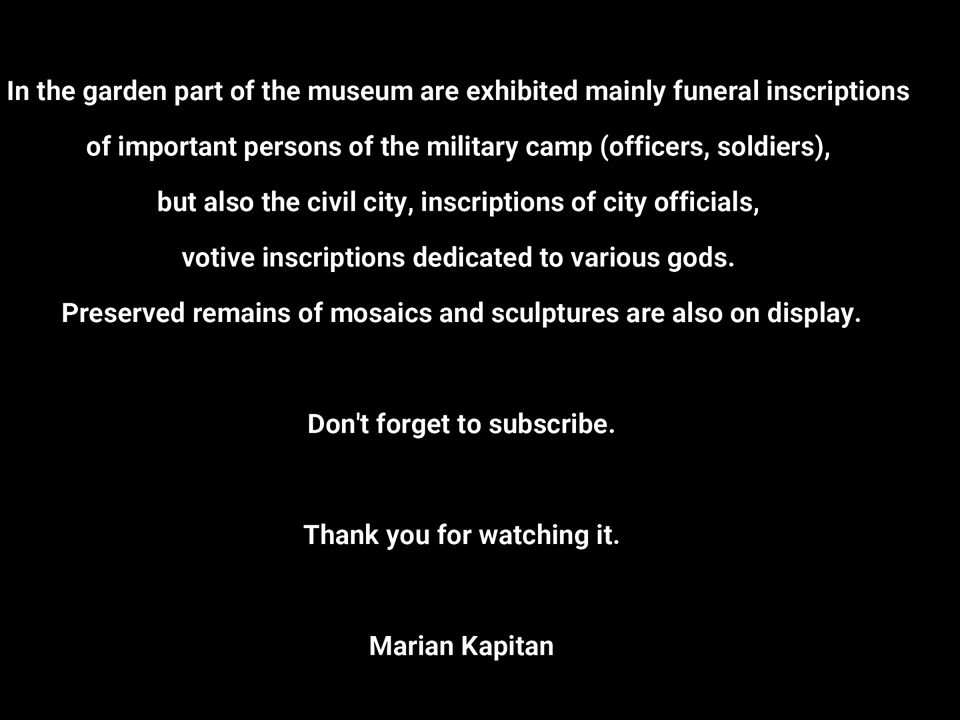 In the garden part of the museum are exhibited mainly funeral inscriptions
of important persons of the military camp (officers, soldiers),
but also the civil city, inscriptions of city officials,
votive inscriptions dedicated to various gods.
Preserved remains of mosaics and sculptures are also on display.
Don't forget to subscribe.
Thank you for watching it.
Marian Kapitan